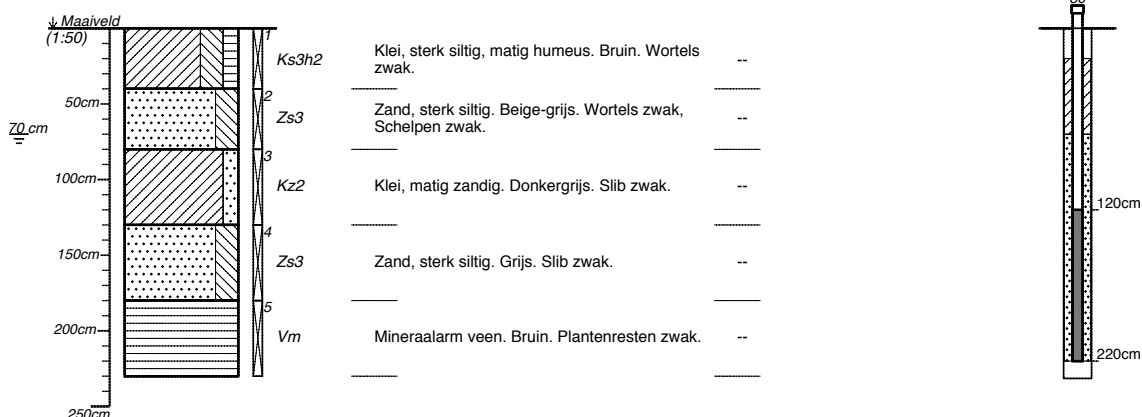 Maaiveld
(1:50)
50cm
70 cm
100cm
150cm
200cm
250cm
1
Ks3h2
Klei, sterk siltig, matig humeus. Bruin. Wortels
zwak.
--
2
Zs3
Zand, sterk siltig. Beige-grijs. Wortels zwak,
Schelpen zwak.
--
3
Kz2
Klei, matig zandig. Donkergrijs. Slib zwak.
--
4
Zs3
Zand, sterk siltig. Grijs. Slib zwak.
--
5
Vm
Mineraalarm veen. Bruin. Plantenresten zwak.
--
120cm
220cm